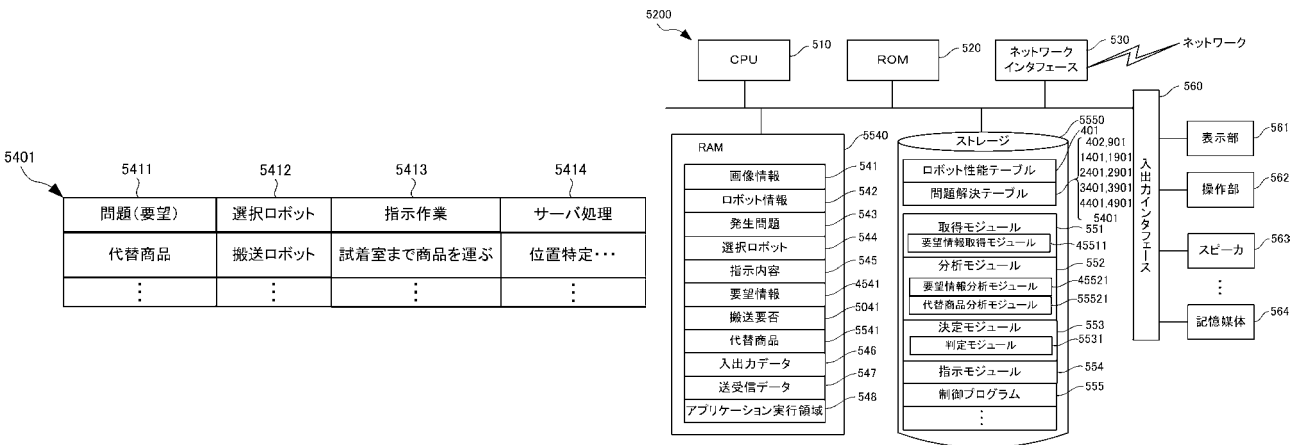 5401
5411
5412
5413
5414
問題(要望)
選択ロボット
指示作業
サーバ処理
代替商品
搬送ロボット
試着室まで商品を運ぶ
位置特定・・・
⋮
⋮
⋮
⋮
5200
CPU
510
ROM
520
ネットワーク
インタフェース
530
ネットワーク
560
入出力インタフェース
表示部
561
操作部
562
スピーカ
563
⋮
記憶媒体
564
RAM
5540
画像情報
541
ロボット情報
542
発生問題
543
選択ロボット
544
指示内容
545
要望情報
4541
搬送要否
5041
代替商品
5541
入出力データ
546
送受信データ
547
アプリケーション実行領域
548
ストレージ
5550
401
ロボット性能テーブル
問題解決テーブル
402,901
1401,1901
2401,2901
3401,3901
4401,4901
5401
取得モジュール
551
要望情報取得モジュール
45511
分析モジュール
552
要望情報分析モジュール
45521
代替商品分析モジュール
55521
決定モジュール
553
判定モジュール
5531
指示モジュール
554
制御プログラム
555
⋮